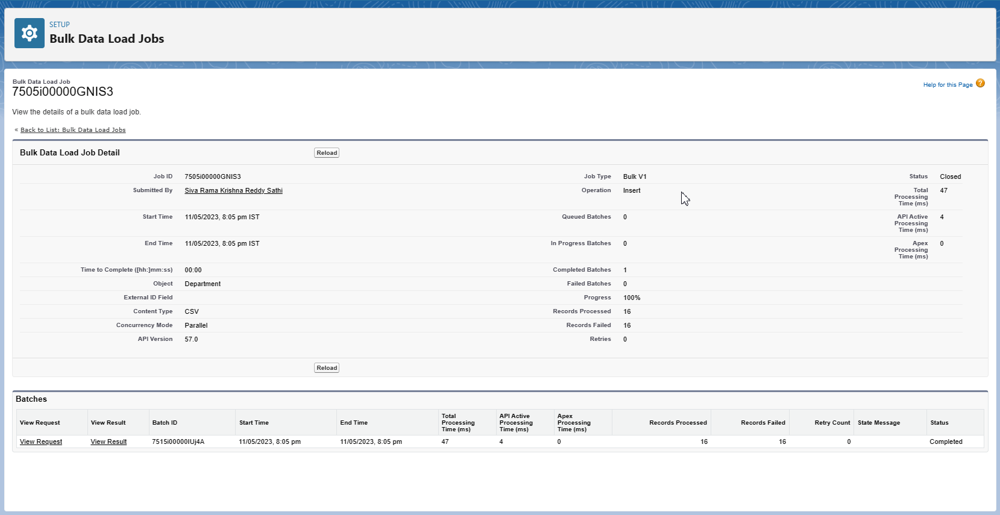 SETUP
Bulk Data Load Jobs
Bulk Data Load Job
7505i00000GNIS3
Help for this Page ?
View the details of a bulk data load job.
« Back to List: Bulk Data Load Jobs
Bulk Data Load Job Detail
Reload
Job ID 7505i00000GNIS3 Job Type Bulk V1 Status Closed
Submitted By Siva Rama Krishna Reddy Sathi Operation Insert Total Processing Time (ms) 47
Start Time 11/05/2023, 8:05 pm IST Queued Batches 0 API Active Processing Time (ms) 4
End Time 11/05/2023, 8:05 pm IST In Progress Batches 0 Apex Processing Time (ms) 0
Time to Complete ([hh:]mm:ss) 00:00 Completed Batches 1
Object Department Failed Batches 0
External ID Field Progress 100%
Content Type CSV Records Processed 16
Concurrency Mode Parallel Records Failed 16
API Version 57.0 Retries 0
Reload
Batches
View Request View Result Batch ID Start Time End Time Total Processing Time (ms) API Active Processing Time (ms) Apex Processing Time (ms) Records Processed Records Failed Retry Count State Message Status
View Request View Result 7515i00000IUj4A 11/05/2023, 8:05 pm 11/05/2023, 8:05 pm 47 4 0 16 16 0 Completed